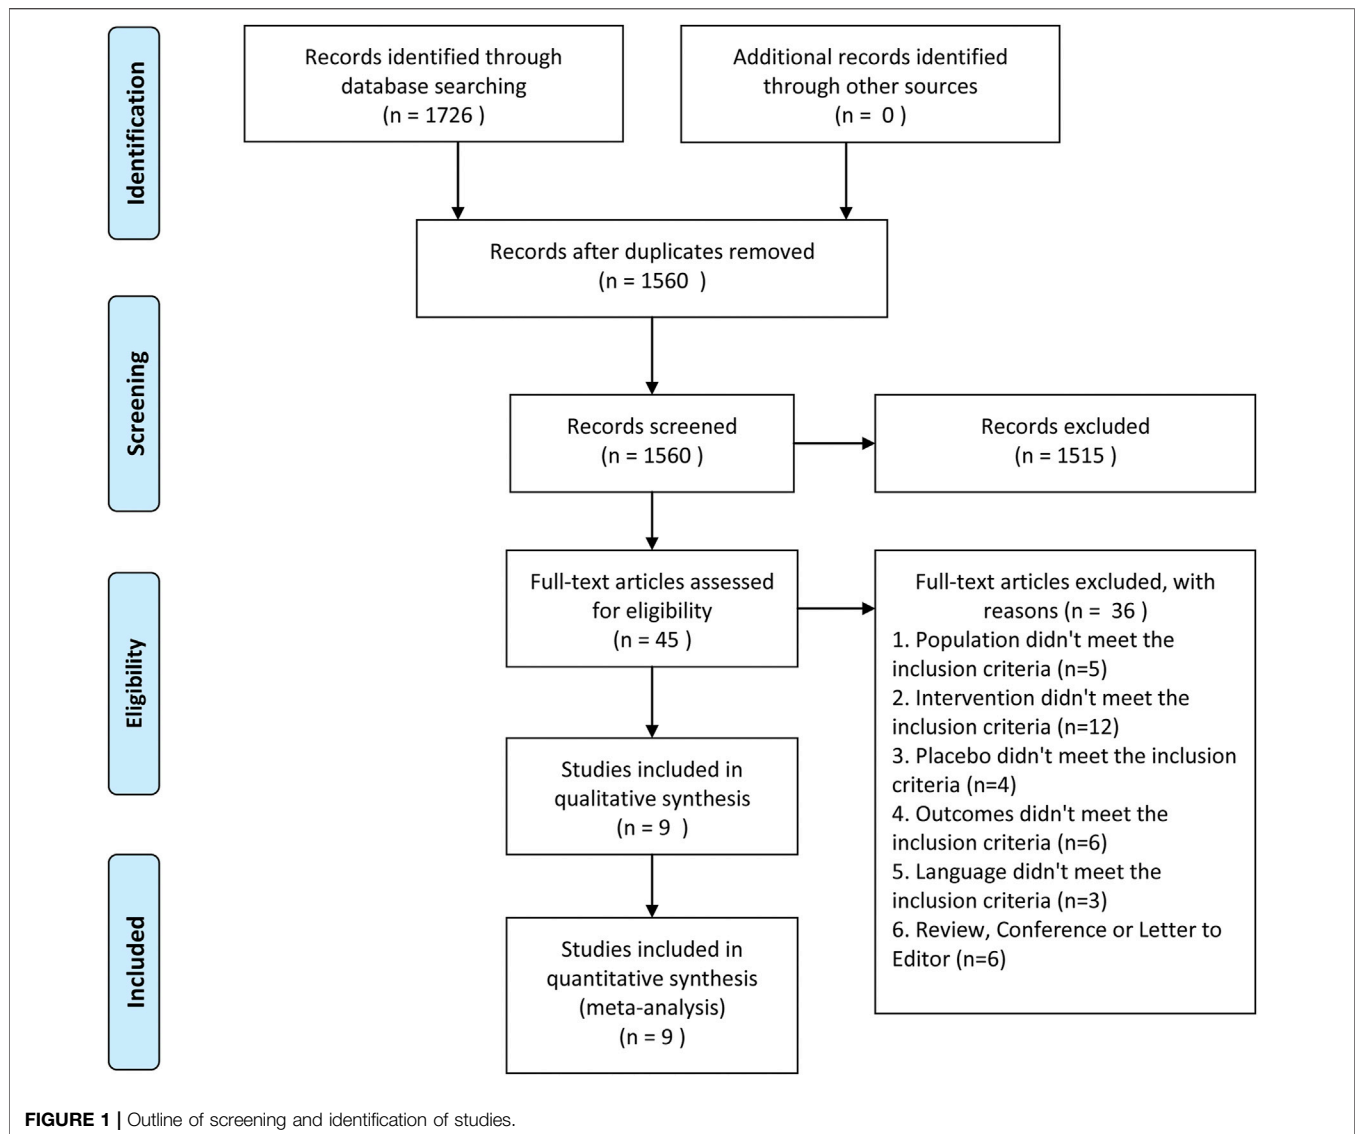 Identification
Records identified through
database searching
(n = 1726 )
Additional records identified
through other sources
(n =  0 )
Records after duplicates removed
(n = 1560  )
Screening
Records screened
(n = 1560 )
Records excluded
(n = 1515 )
Eligibility
Full-text articles assessed
for eligibility
(n = 45 )
Full-text articles excluded, with
reasons (n =  36 )
1. Population didn't meet the
inclusion criteria (n=5)
2. Intervention didn't meet the
inclusion criteria (n=12)
3. Placebo didn't meet the inclusion
criteria (n=4)
4. Outcomes didn't meet the
inclusion criteria (n=6)
5. Language didn't meet the
inclusion criteria (n=3)
6. Review, Conference or Letter to
Editor (n=6)
Studies included in
qualitative synthesis
(n = 9  )
Included
Studies included in
quantitative synthesis
(meta-analysis)
(n = 9 )
FIGURE 1 | Outline of screening and identification of studies.